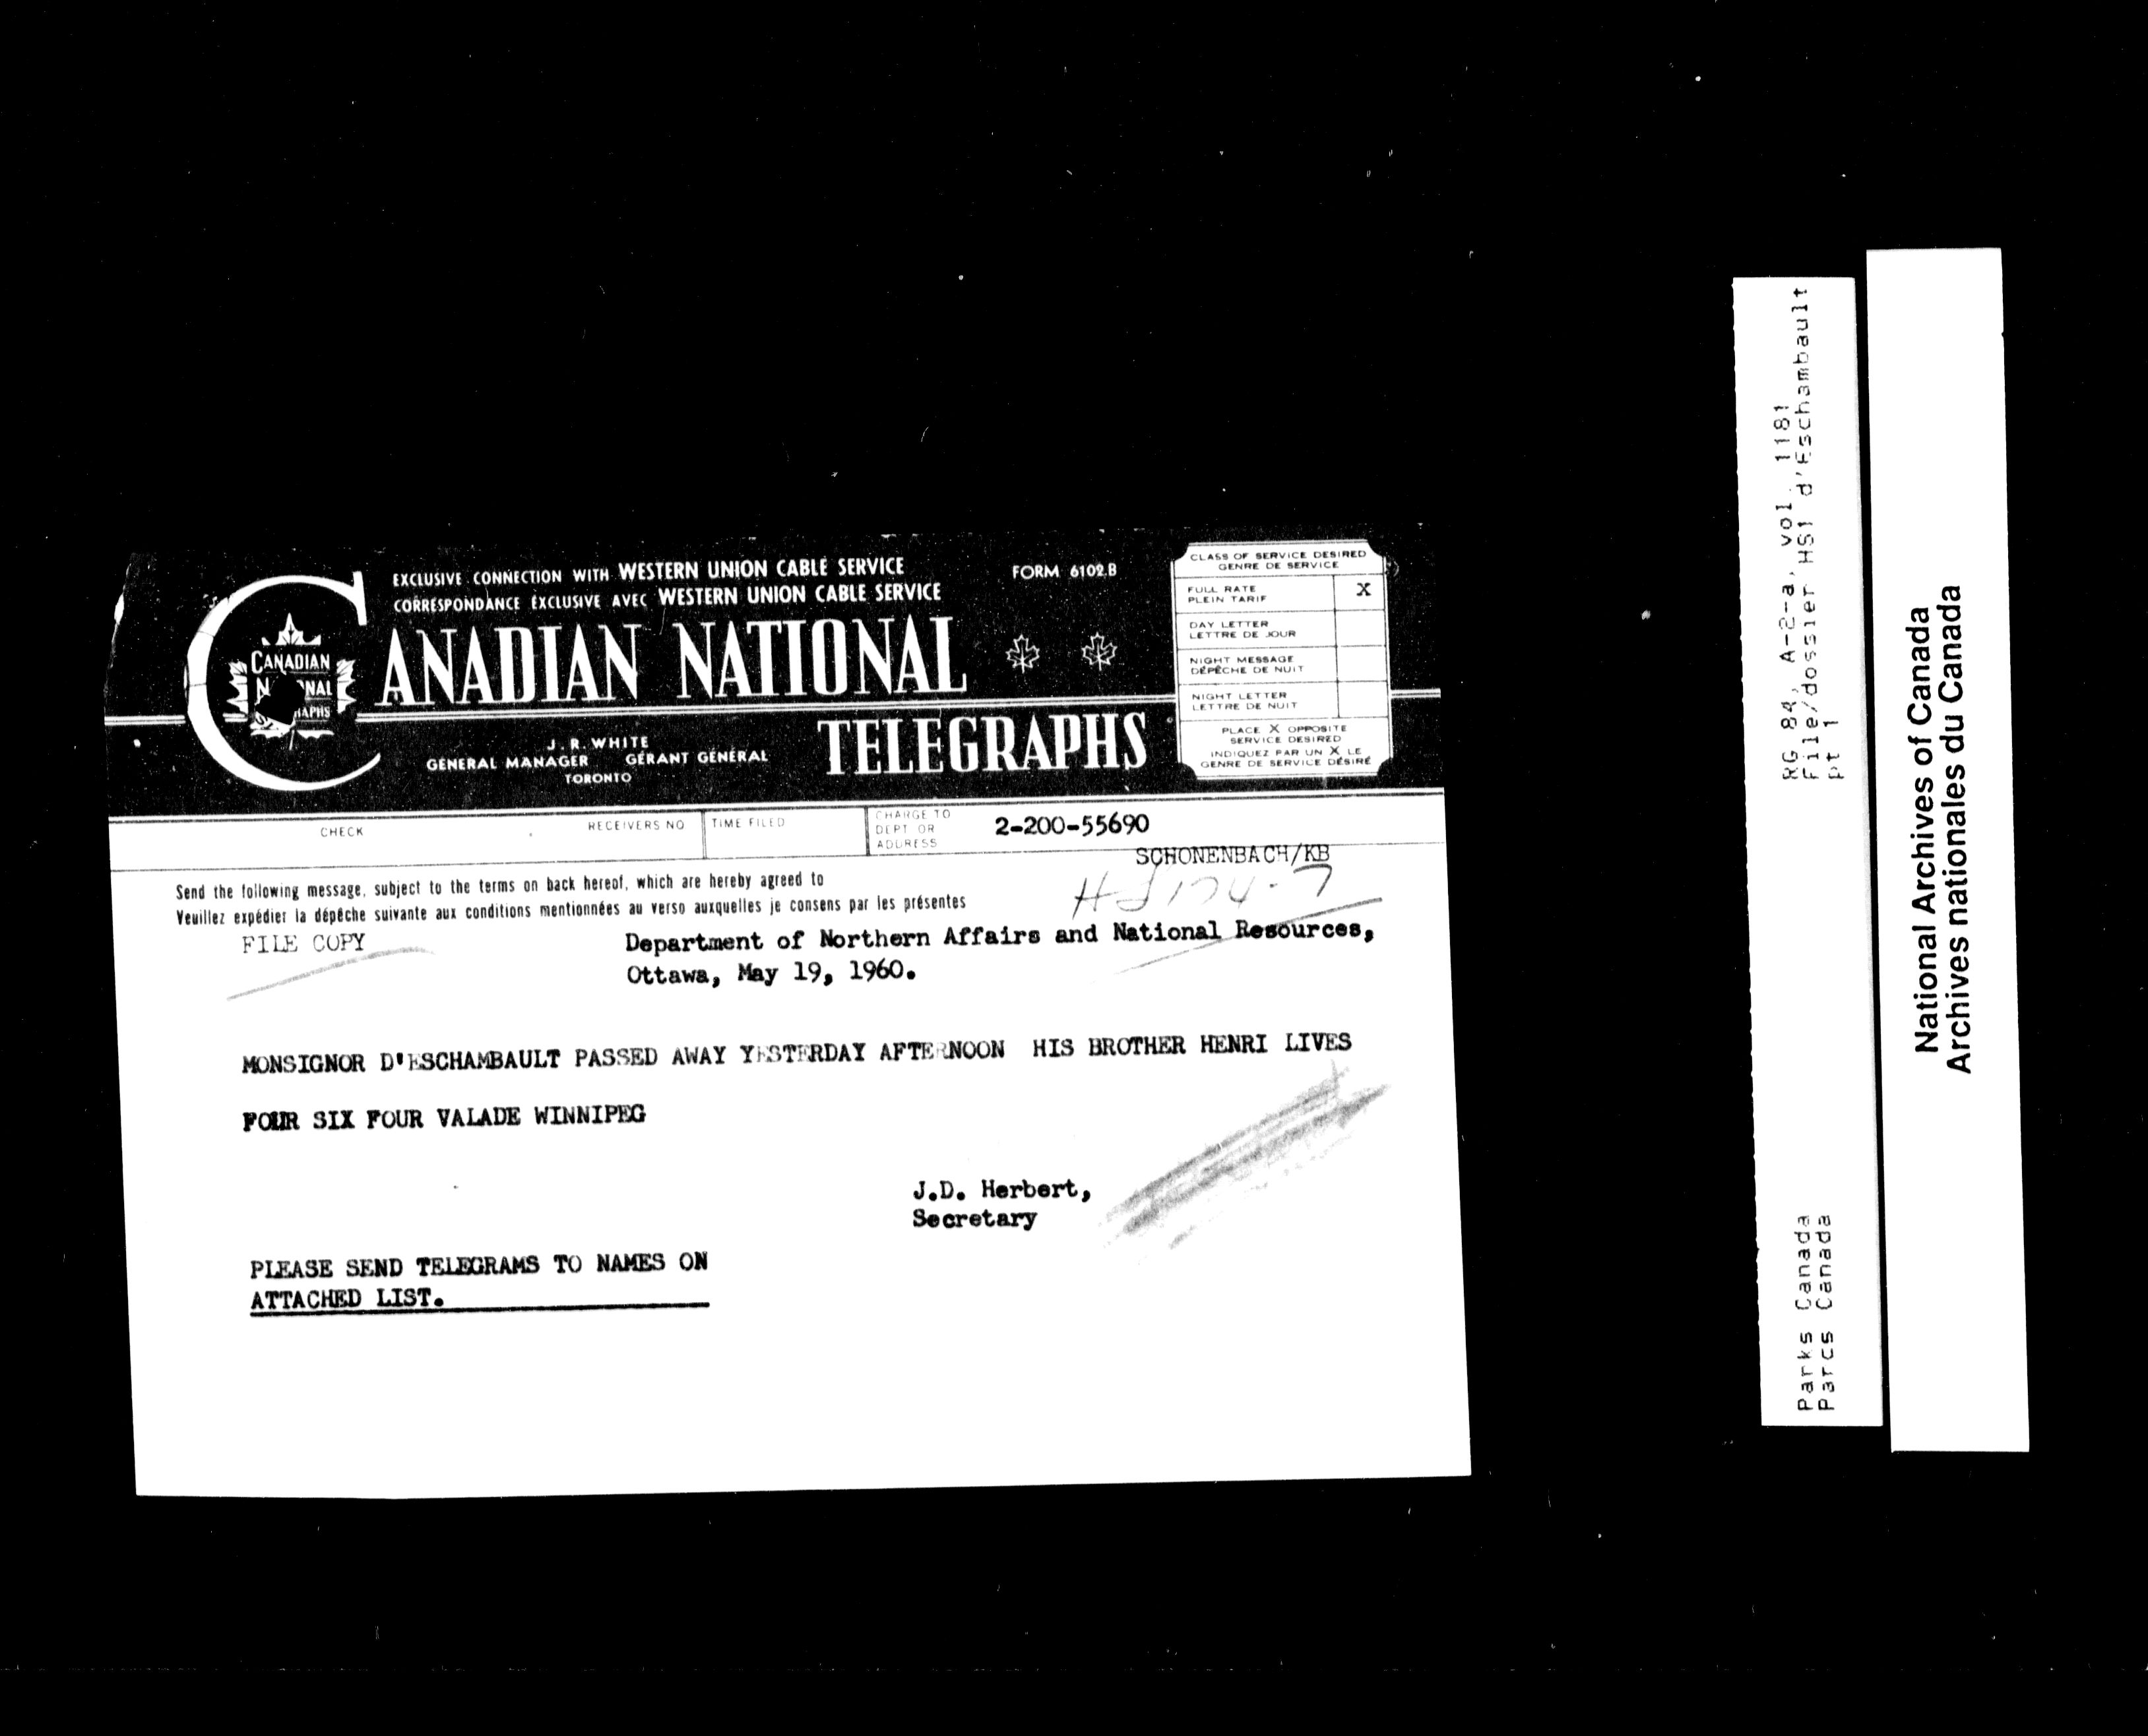 EXCLUSIVE CONNECTION WITH WESTERN UNION CABLE SERVICE
CORRESPONDANCE EXCLUSIVE AVEC WESTERN UNION CABLE SERVICE
FORM 6102.B
CANADIAN NATIONAL
TELEGRAPHS
CANADIAN
J. R. WHITE
GENERAL MANAGER GÉRANT GÉNÉRAL
TORONTO
CLASS OF SERVICE DESIRED
GENRE DE SERVICE
FULL RATE
PLEIN TARIF
X
DAY LETTER
LETTRE DE JOUR
NIGHT MESSAGE
DÉPÊCHE DE NUIT
NIGHT LETTER
LETTRE DE NUIT
PLACE X OPPOSITE
SERVICE DESIRED
INDIQUEZ PAR UN X LE
GENRE DE SERVICE DÉSIRÉ
CHECK
RECEIVERS NO
TIME FILED
CHARGE TO
DEPT OR
ADDRESS
2-200-55690
SCHONENBACH/KB
HS174-7
Send the following message, subject to the terms on back hereof, which are hereby agreed to
Veuillez expédier la dépêche suivante aux conditions mentionnées au verso auxquelles je consens par les présentes
FILE COPY
Department of Northern Affairs and National Resources,
Ottawa, May 19, 1960.
MONSIGNOR D'ESCHAMBAULT PASSED AWAY YESTERDAY AFTERNOON HIS BROTHER HENRI LIVES
FOUR SIX FOUR VALADE WINNIPEG
J.D. Herbert,
Secretary
PLEASE SEND TELEGRAMS TO NAMES ON
ATTACHED LIST.
RG 84, A-2-a, vol. 1181
File/dossier HS1 d'Eschambault
pt 1
Parks Canada
Parcs Canada
National Archives of Canada
Archives nationales du Canada